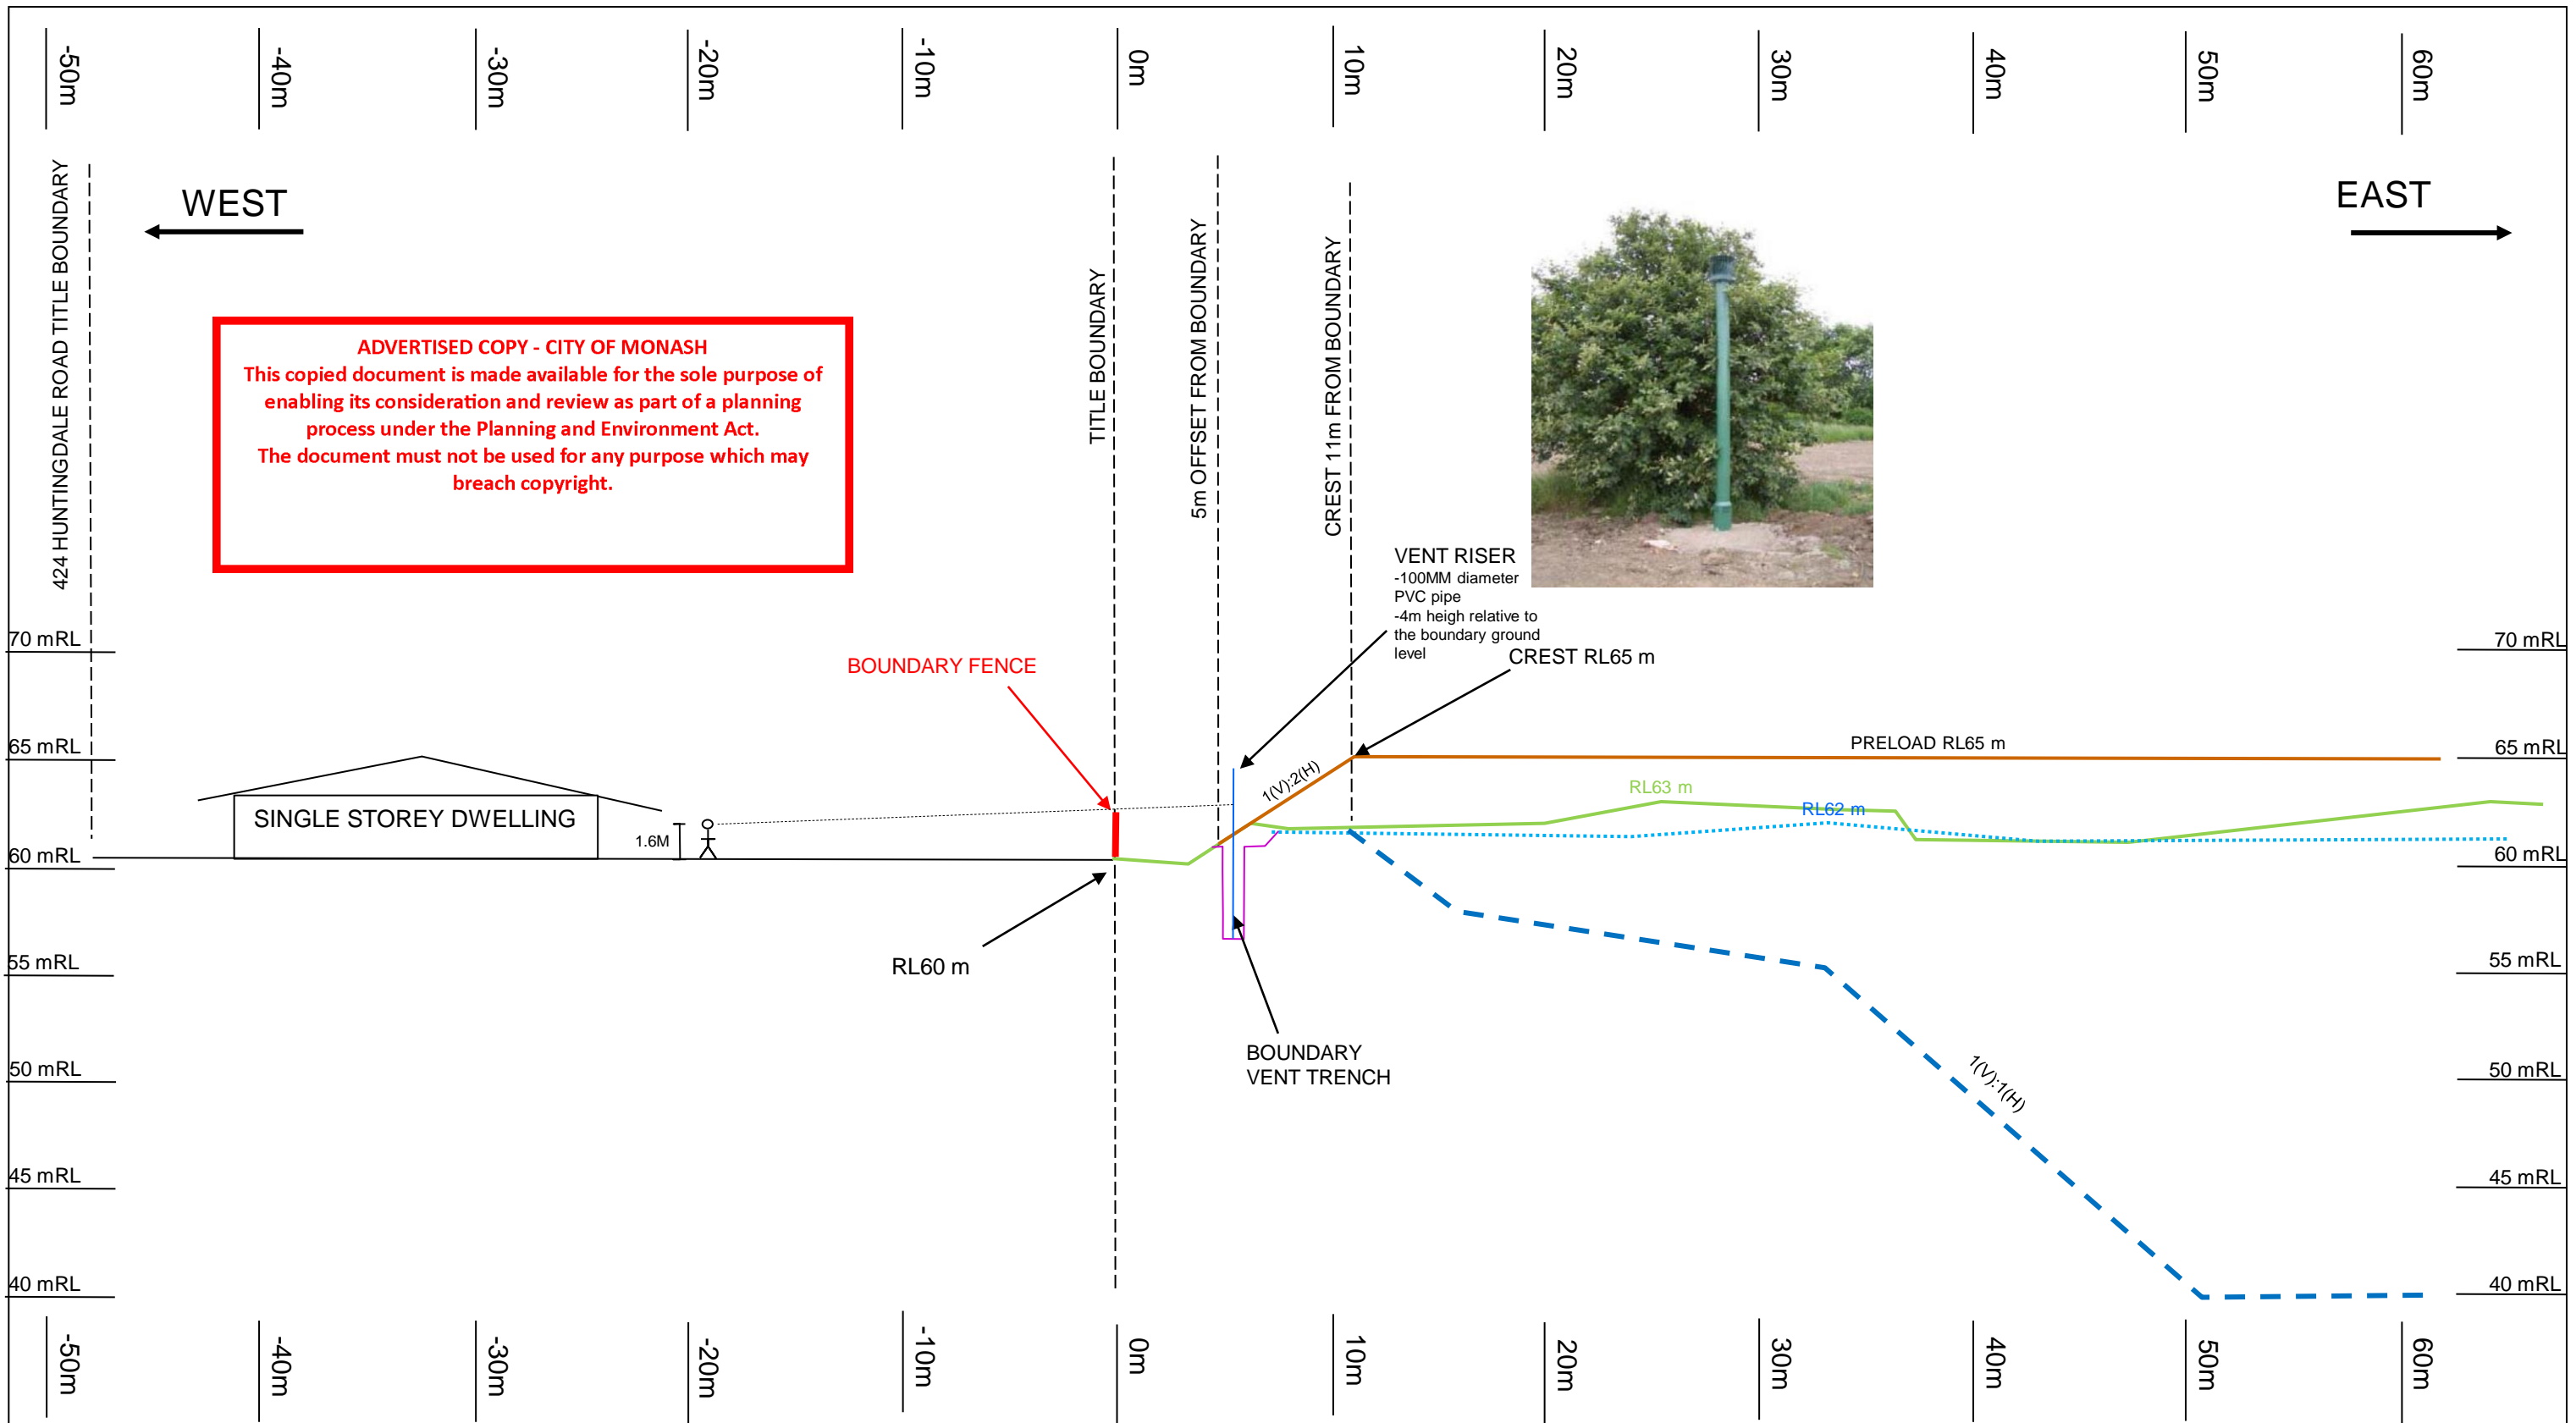 -50m
-40m
-30m
-20m
-10m
0m
10m
20m
30m
40m
50m
60m
424 HUNTINGDALE ROAD TITLE BOUNDARY
WEST
EAST
TITLE BOUNDARY
5m OFFSET FROM BOUNDARY
CREST 11m FROM BOUNDARY
ADVERTISED COPY - CITY OF MONASH
This copied document is made available for the sole purpose of
enabling its consideration and review as part of a planning
process under the Planning and Environment Act.
The document must not be used for any purpose which may
breach copyright.
VENT RISER
-100MM diameter
PVC pipe
-4m heigh relative to
the boundary ground
level
CREST RL65 m
BOUNDARY FENCE
70 mRL
70 mRL
65 mRL
65 mRL
PRELOAD RL65 m
1(V):2(H)
RL63 m
RL62 m
SINGLE STOREY DWELLING
1.6M
60 mRL
60 mRL
RL60 m
55 mRL
55 mRL
BOUNDARY
VENT TRENCH
50 mRL
50 mRL
1(V):1(H)
45 mRL
45 mRL
40 mRL
40 mRL
-50m
-40m
-30m
-20m
-10m
0m
10m
20m
30m
40m
50m
60m